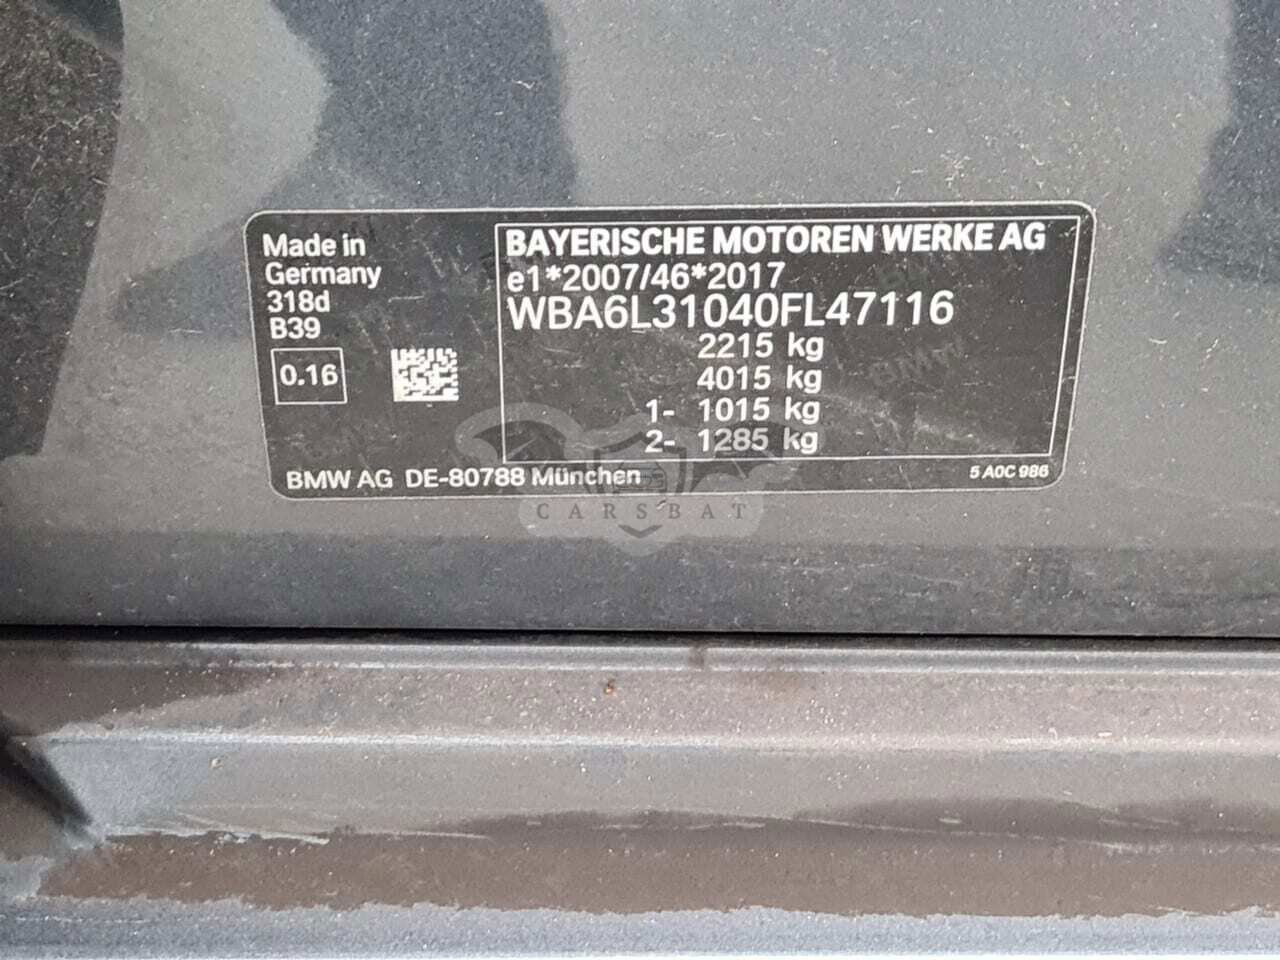 Made in
Germany
318d
B39
0.16
BAYERISCHE MOTOREN WERKE AG
e1*2007/46*2017
WBA6L31040FL47116
2215 kg
4015 kg
1- 1015 kg
2- 1285 kg
BMW AG DE-80788 München
5 A0C 986
CARSBAT